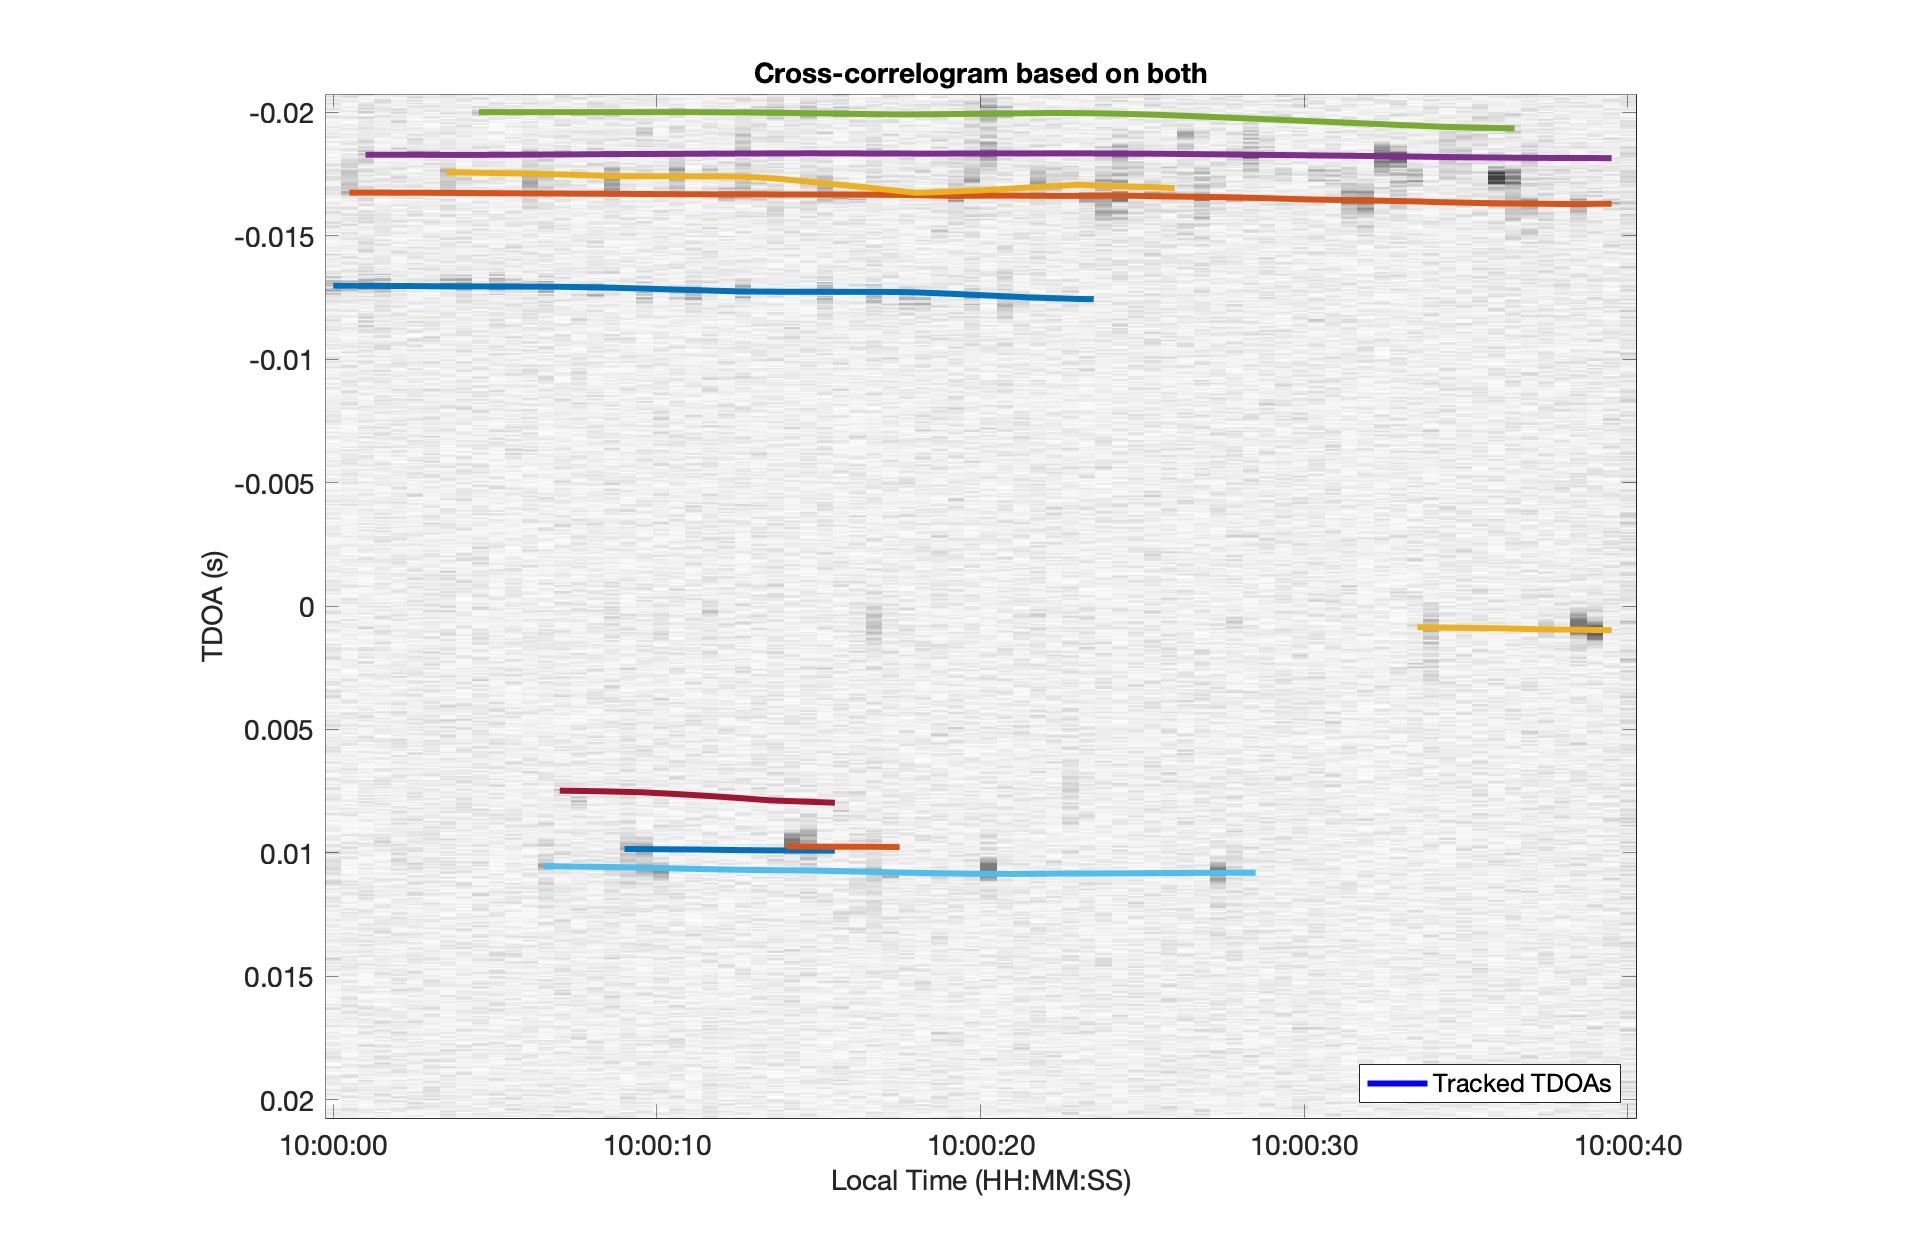 Cross-correlogram based on both
-0.02
-0.015
-0.01
-0.005
0
0.005
0.01
0.015
0.02
TDOA (s)
Tracked TDOAs
10:00:00 10:00:10 10:00:20 10:00:30 10:00:40
Local Time (HH:MM:SS)